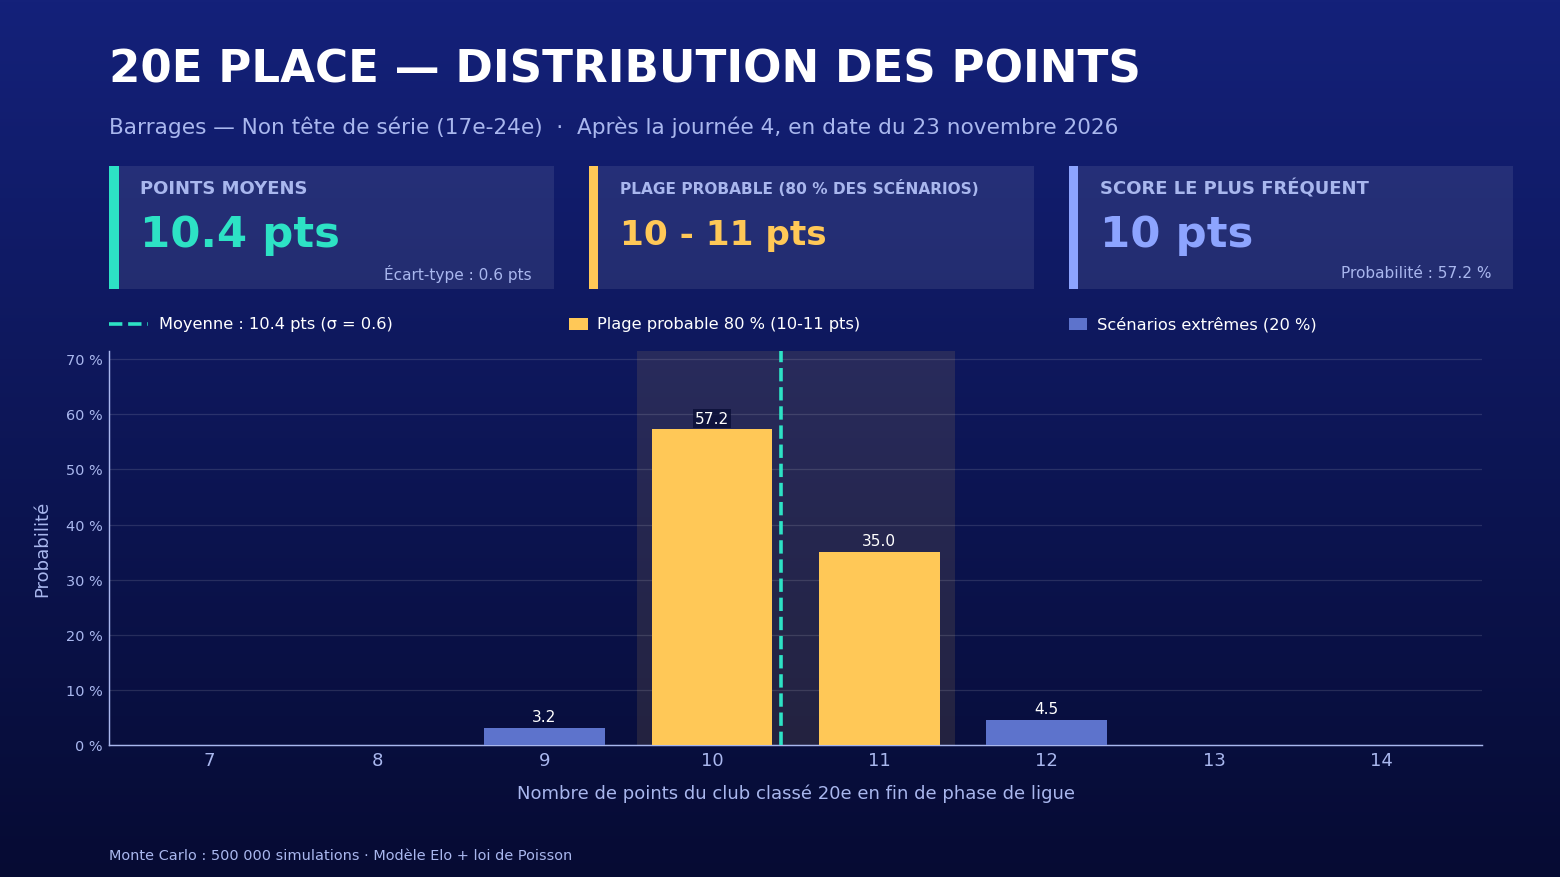 20E PLACE — DISTRIBUTION DES POINTS
Barrages — Non tête de série (17e-24e) · Après la journée 4, en date du 23 novembre 2026
POINTS MOYENS
10.4 pts
Écart-type : 0.6 pts
PLAGE PROBABLE (80 % DES SCÉNARIOS)
10 - 11 pts
SCORE LE PLUS FRÉQUENT
10 pts
Probabilité : 57.2 %
Moyenne : 10.4 pts (σ = 0.6)
Plage probable 80 % (10-11 pts)
Scénarios extrêmes (20 %)
Probabilité
70 %
60 %
50 %
40 %
30 %
20 %
10 %
0 %
3.2
57.2
35.0
4.5
7 8 9 10 11 12 13 14
Nombre de points du club classé 20e en fin de phase de ligue
Monte Carlo : 500 000 simulations · Modèle Elo + loi de Poisson